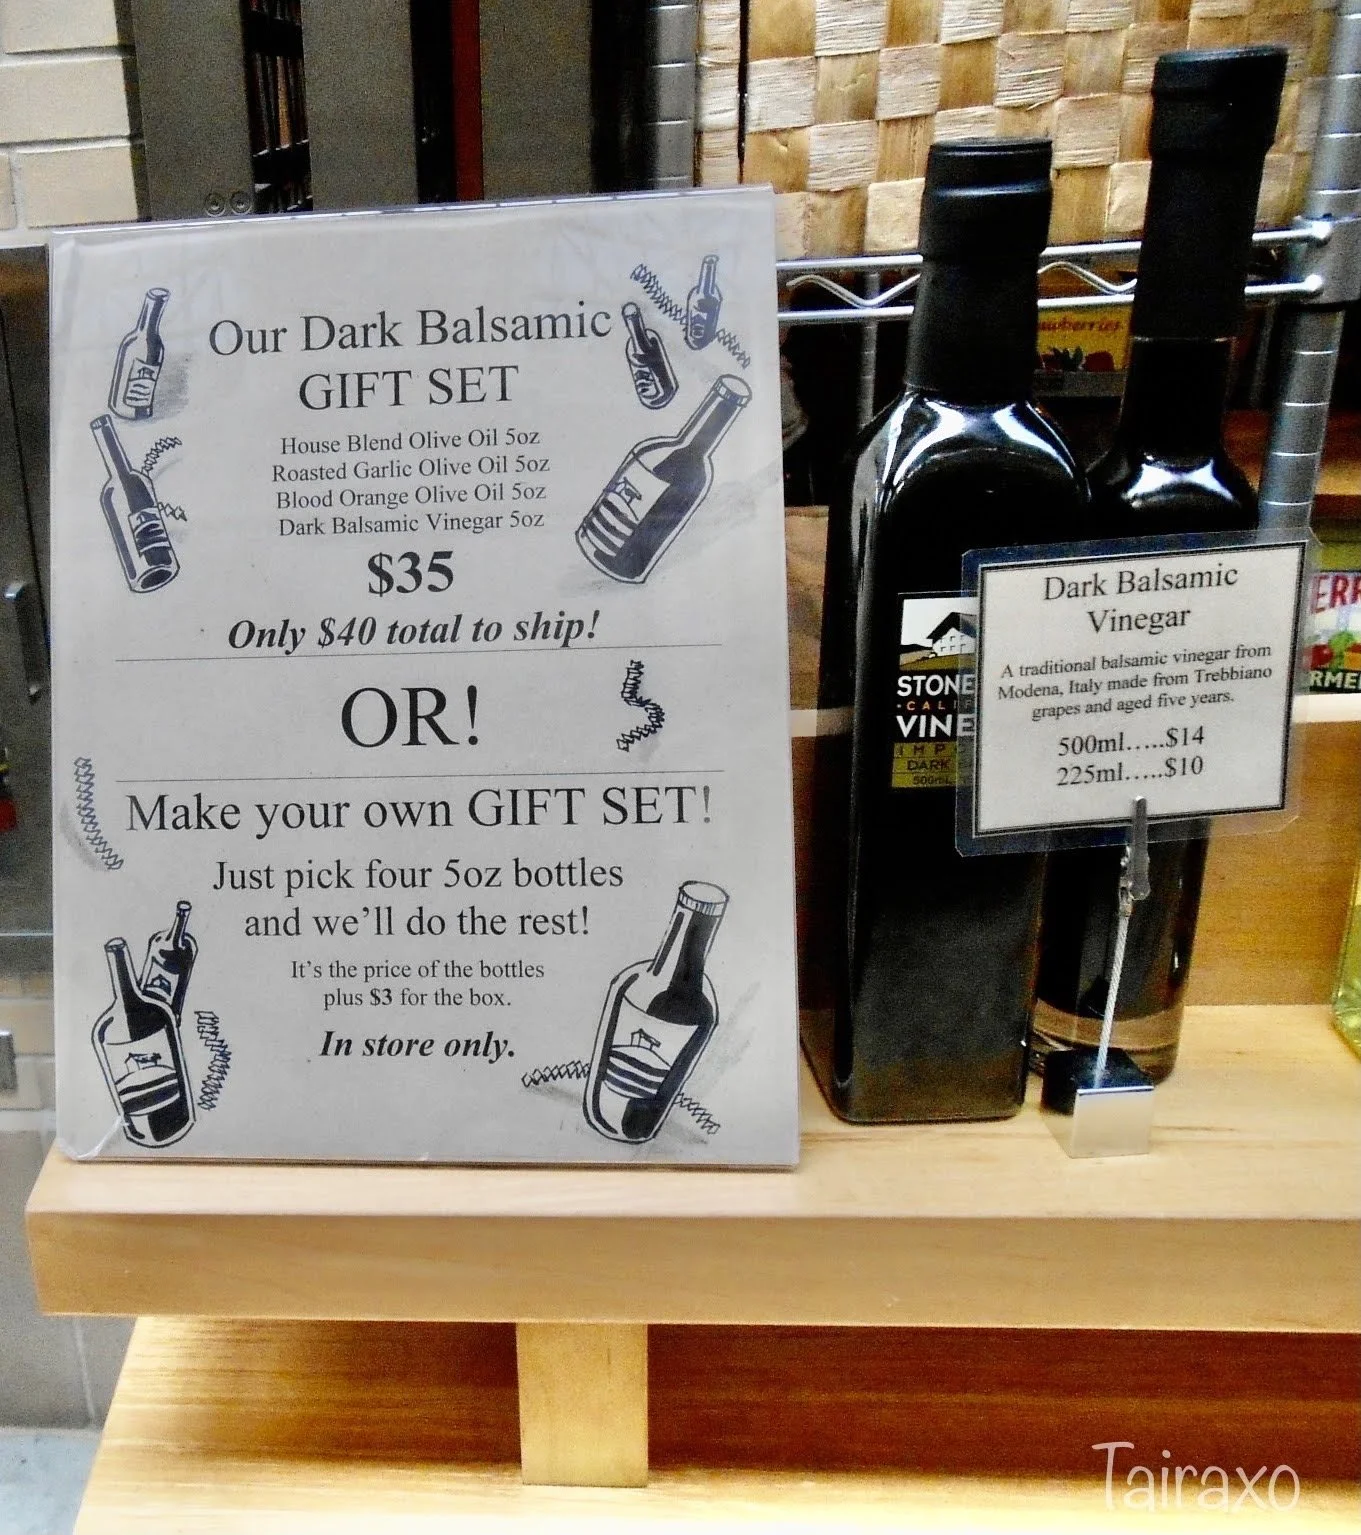 Our Dark Balsamic
GIFT SET
House Blend Olive Oil 5oz
Roasted Garlic Olive Oil 5oz
Blood Orange Olive Oil 5oz
Dark Balsamic Vinegar 5oz
$35
Only $40 total to ship!
OR!
Make your own GIFT SET!
Just pick four 5oz bottles
and we'll do the rest!
It's the price of the bottles
plus $3 for the box.
In store only.
STONE
CALIF
VINE
IMP
DARK
500mL
Dark Balsamic
Vinegar
A traditional balsamic vinegar from
Modena, Italy made from Trebbiano
grapes and aged five years.
500ml.....$14
225ml.....$10
Tairaxo